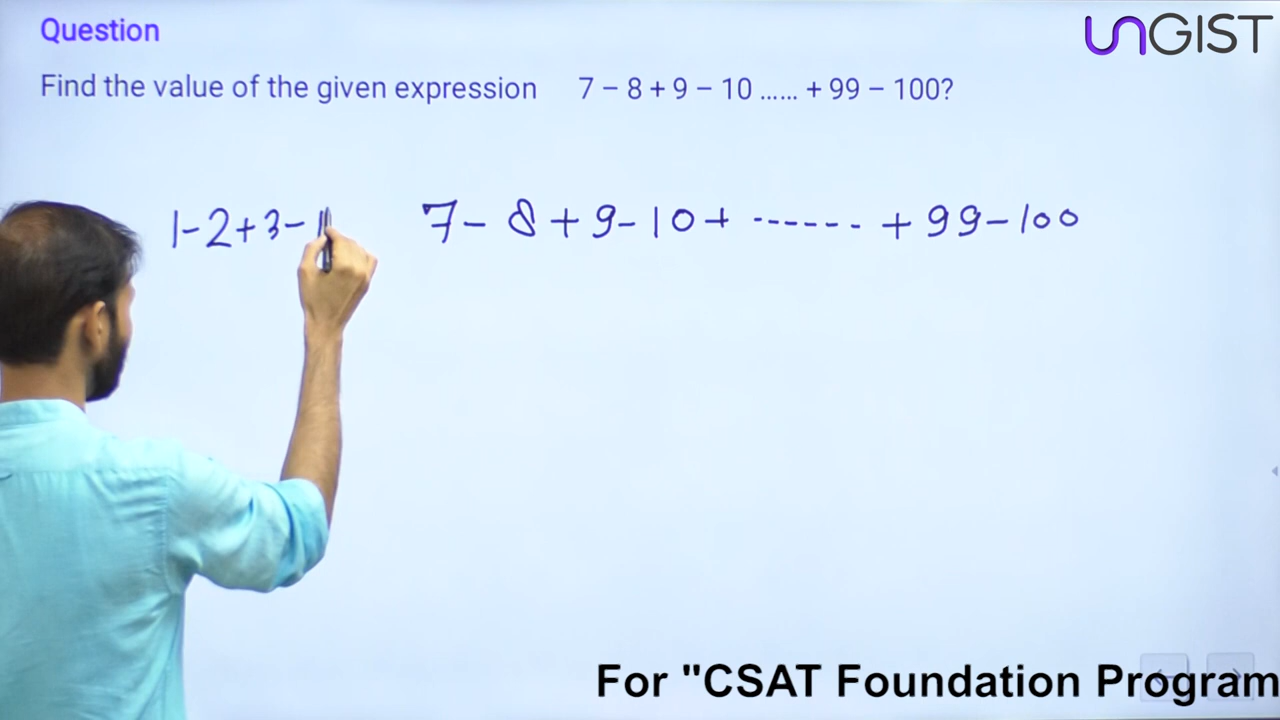 Question
UNGIST
Find the value of the given expression 7 – 8 + 9 – 10 ...... + 99 – 100?
1-2+3- 7- 8+9-10+ ------- +99-100
For "CSAT Foundation Program